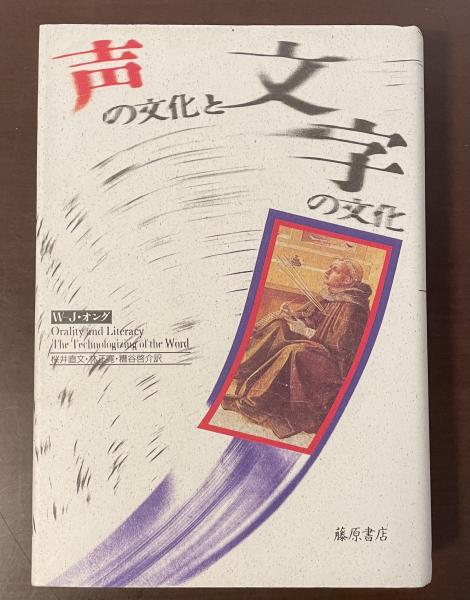 声の文化と
文字の文化
W-J・オング
Orality and Literacy
The Technologizing of the Word
桜井直文・林正寛・糟谷啓介訳
藤原書店